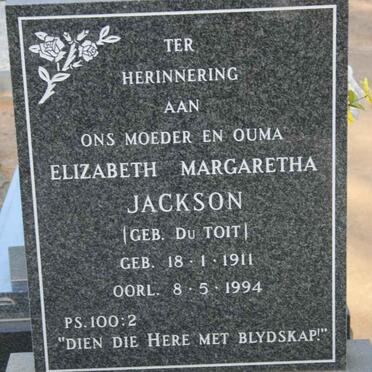 TER
HERINNERING
AAN
ONS MOEDER EN OUMA
ELIZABETH MARGARETHA
JACKSON
(GEB. DU TOIT)
GEB. 18·1·1911
OORL. 8·5·1994
PS. 100:2
"DIEN DIE HERE MET BLYDSKAP!"